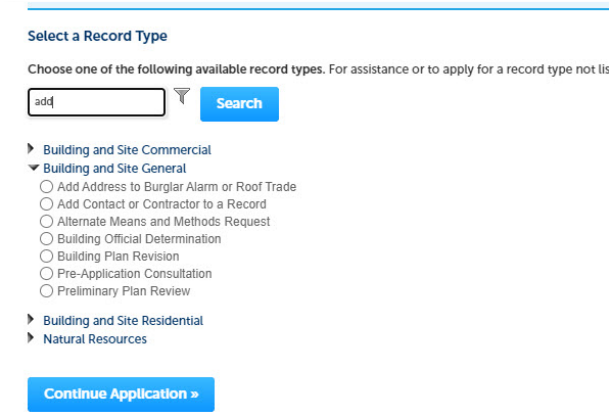 Select a Record Type
Choose one of the following available record types. For assistance or to apply for a record type not lis
add
Search
Building and Site Commercial
Building and Site General
Add Address to Burglar Alarm or Roof Trade
Add Contact or Contractor to a Record
Alternate Means and Methods Request
Building Official Determination
Building Plan Revision
Pre-Application Consultation
Preliminary Plan Review
Building and Site Residential
Natural Resources
Continue Application »